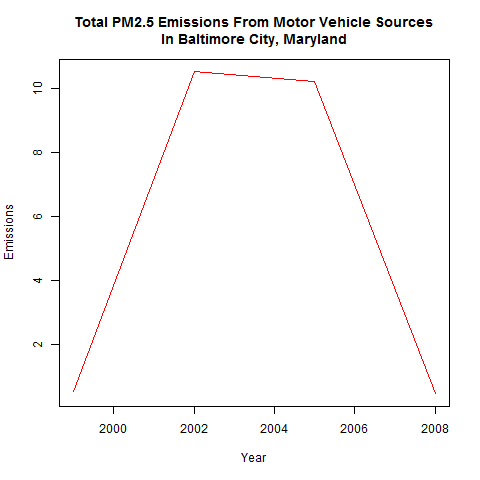 Total PM2.5 Emissions From Motor Vehicle Sources
In Baltimore City, Maryland
10
8
6
4
2
Emissions
2000 2002 2004 2006 2008
Year